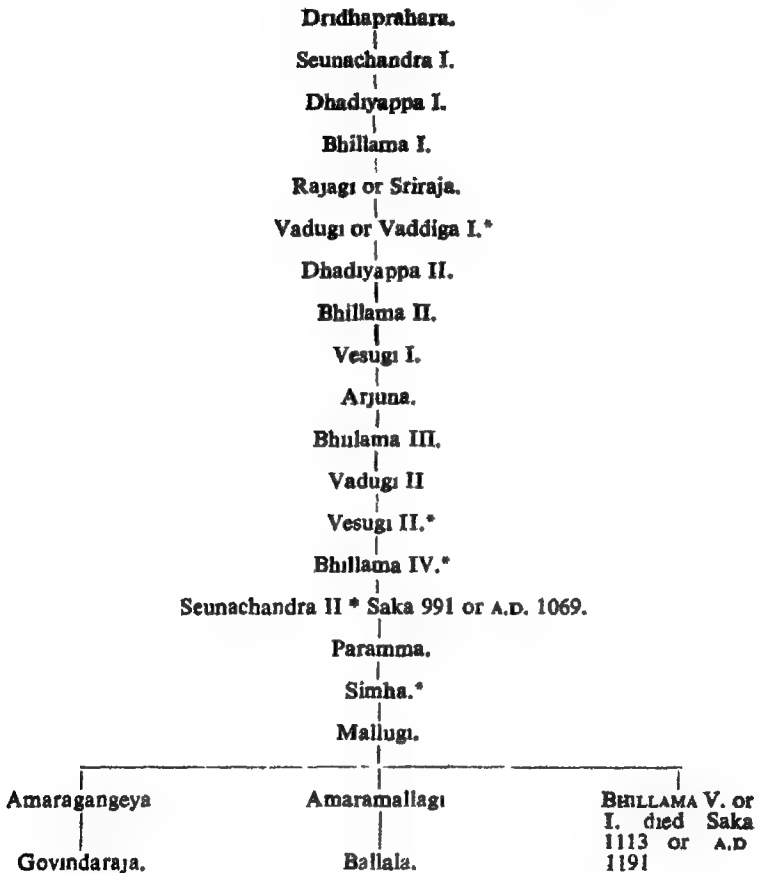 Dridhaprahara.
Seunachandra I.
Dhadiyappa I.
Bhillama I.
Rajagi or Sriraja.
Vadugi or Vaddiga I.*
Dhadiyappa II.
Bhillama II.
Vesugi I.
Arjuna.
Bhulama III.
Vadugi II
Vesugi II.*
Bhillama IV.*
Seunachandra II * Saka 991 or A.D. 1069.
Paramma.
Simha.*
Mallugi.
Amaragangeya Amaramallagi BHILLAMA V. or
I. died Saka
1113 or A.D
Govindaraja. Ballala. 1191